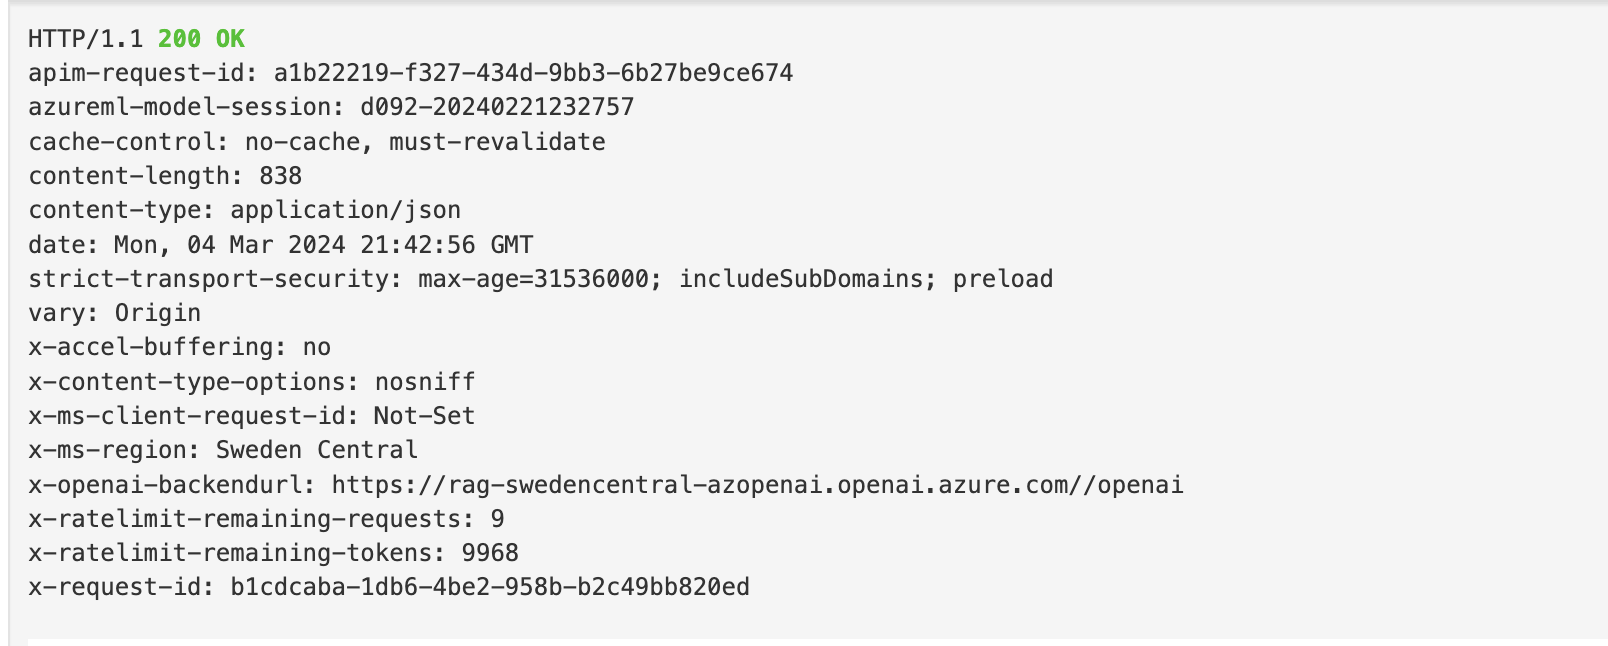 HTTP/1.1 200 OK
apim-request-id: a1b22219-f327-434d-9bb3-6b27be9ce674
azureml-model-session: d092-20240221232757
cache-control: no-cache, must-revalidate
content-length: 838
content-type: application/json
date: Mon, 04 Mar 2024 21:42:56 GMT
strict-transport-security: max-age=31536000; includeSubDomains; preload
vary: Origin
x-accel-buffering: no
x-content-type-options: nosniff
x-ms-client-request-id: Not-Set
x-ms-region: Sweden Central
x-openai-backendurl: https://rag-swedencentral-azopenai.openai.azure.com//openai
x-ratelimit-remaining-requests: 9
x-ratelimit-remaining-tokens: 9968
x-request-id: b1cdcaba-1db6-4be2-958b-b2c49bb820ed